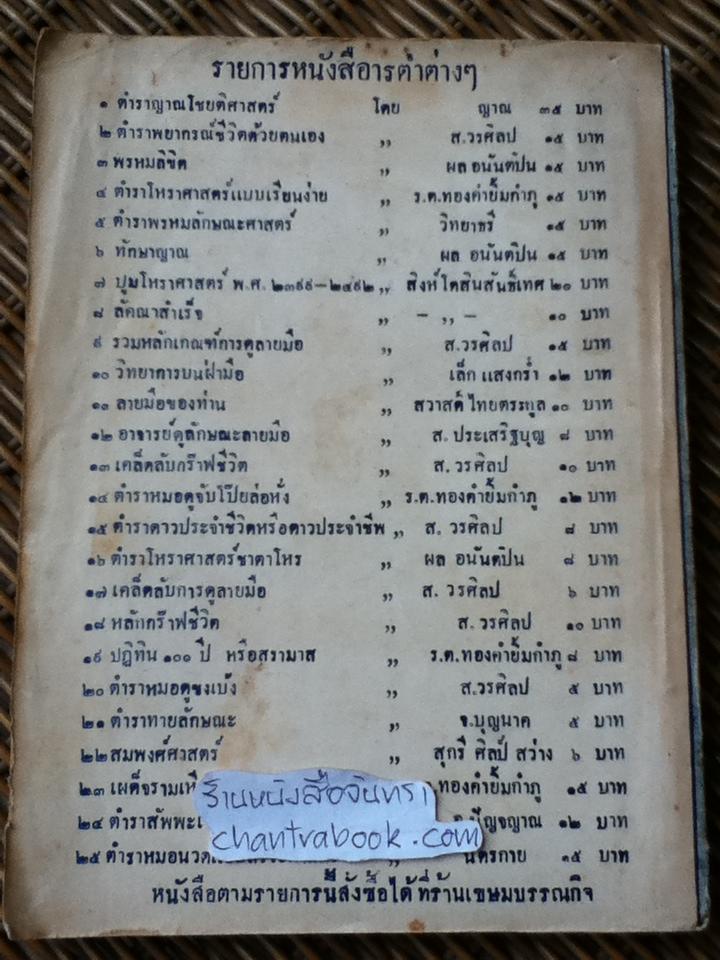 รายการหนังสือารตำต่างๆ
๑ ตำราญาณโชยติศาสตร์ โดย ญาณ ๓๕ บาท
๒ ตำราพยากรณ์ชีวิตด้วยตนเอง ,, ส.วรศิลป ๑๕ บาท
๓ พรหมลิขิต ,, ผล อนันตปิน ๑๕ บาท
๔ ตำราโหราศาสตร์แบบเรียนง่าย ,, ร.ต.ทองคำยิ้มกำภู ๑๕ บาท
๕ ตำราพรหมลักษณะศาสตร์ ,, วิทยาธรี ๑๕ บาท
๖ ทักษาญาณ ,, ผล อนันตปิน ๑๕ บาท
๗ ปูมโหราศาสตร์ พ.ศ. ๒๓๙๙–๒๔๙๒ ,, สิงห์โตสินสันธิ์เทศ ๒๐ บาท
๘ ลัคณาสำเร็จ ,, – ,, – ๑๐ บาท
๙ รวมหลักเกณฑ์การดูลายมือ ,, ส.วรศิลป ๑๕ บาท
๑๐ วิทยาการบนฝ่ามือ ,, เล็ก แสงกร่ำ ๑๒ บาท
๑๑ ลายมือของท่าน ,, สวาสดิ์ ไทยตระกูล ๑๐ บาท
๑๒ อาจารย์ดูลักษณะลายมือ ,, ส. ประเสริฐบุญ ๘ บาท
๑๓ เคล็ดลับกร๊าฟชีวิต ,, ส. วรศิลป ๑๐ บาท
๑๔ ตำราหมอดูจับโป๊ยล่อหั่ง ,, ร.ต.ทองคำยิ้มกำภู ๑๒ บาท
๑๕ ตำราดาวประจำชีวิตหรือดาวประจำชีพ ,, ส. วรศิลป ๘ บาท
๑๖ ตำราโหราศาสตร์ชาตาโหร ,, ผล อนันตปิน ๘ บาท
๑๗ เคล็ดลับการดูลายมือ ,, ส. วรศิลป ๖ บาท
๑๘ หลักกร๊าฟชีวิต ,, ส. วรศิลป ๑๐ บาท
๑๙ ปฏิทิน ๑๐๐ ปี หรือสรามาส ,, ร.ต.ทองคำยิ้มกำภู ๘ บาท
๒๐ ตำราหมอดูซงเบ้ง ,, ส.วรศิลป ๕ บาท
๒๑ ตำราทายลักษณะ ,, จ.บุญนาค ๕ บาท
๒๒ สมพงศ์ศาสตร์ ,, สุกรี ศิลป์ สว่าง ๖ บาท
๒๓ เผด็จราม ทองคำยิ้มกำภู ๑๕ บาท
ร้านหนังสือจันทรา
๒๔ ตำราสัพพะ ๑๒ บาท
chantrabook.com
๒๕ ตำราหมอนวด ๑๕ บาท
หนังสือตามรายการนี้สั่งซื้อได้ที่ร้านเขษมบรรณกิจ